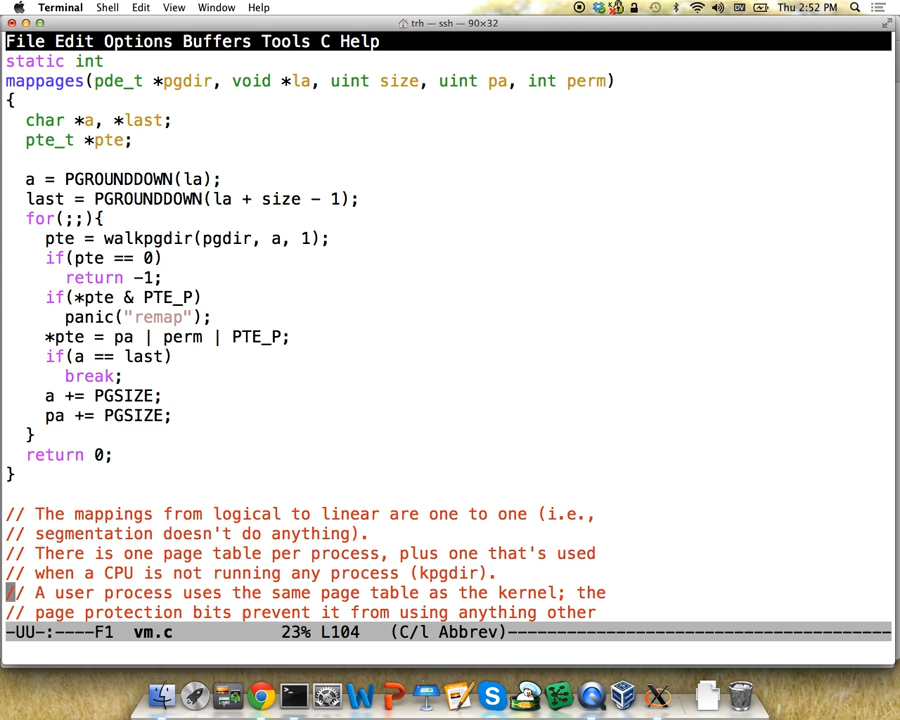 Terminal Shell Edit View Window Help Thu 2:52 PM
trh — ssh — 90×32
File Edit Options Buffers Tools C Help
static int
mappages(pde_t *pgdir, void *la, uint size, uint pa, int perm)
{
  char *a, *last;
  pte_t *pte;
  a = PGROUNDDOWN(la);
  last = PGROUNDDOWN(la + size - 1);
  for(;;){
    pte = walkpgdir(pgdir, a, 1);
    if(pte == 0)
      return -1;
    if(*pte & PTE_P)
      panic("remap");
    *pte = pa | perm | PTE_P;
    if(a == last)
      break;
    a += PGSIZE;
    pa += PGSIZE;
  }
  return 0;
}
// The mappings from logical to linear are one to one (i.e.,
// segmentation doesn't do anything).
// There is one page table per process, plus one that's used
// when a CPU is not running any process (kpgdir).
// A user process uses the same page table as the kernel; the
// page protection bits prevent it from using anything other
-UU-:----F1  vm.c  23% L104  (C/l Abbrev)---------------------------------------